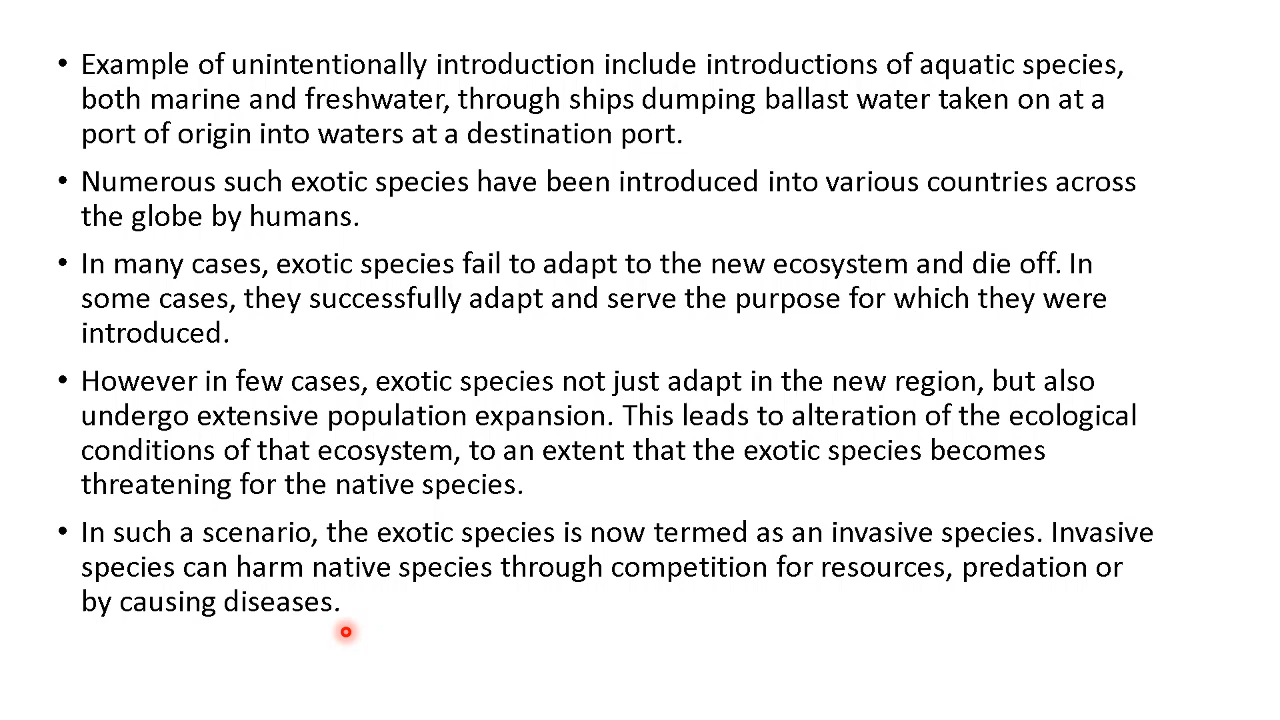 • Example of unintentionally introduction include introductions of aquatic species,
both marine and freshwater, through ships dumping ballast water taken on at a
port of origin into waters at a destination port.
• Numerous such exotic species have been introduced into various countries across
the globe by humans.
• In many cases, exotic species fail to adapt to the new ecosystem and die off. In
some cases, they successfully adapt and serve the purpose for which they were
introduced.
• However in few cases, exotic species not just adapt in the new region, but also
undergo extensive population expansion. This leads to alteration of the ecological
conditions of that ecosystem, to an extent that the exotic species becomes
threatening for the native species.
• In such a scenario, the exotic species is now termed as an invasive species. Invasive
species can harm native species through competition for resources, predation or
by causing diseases.